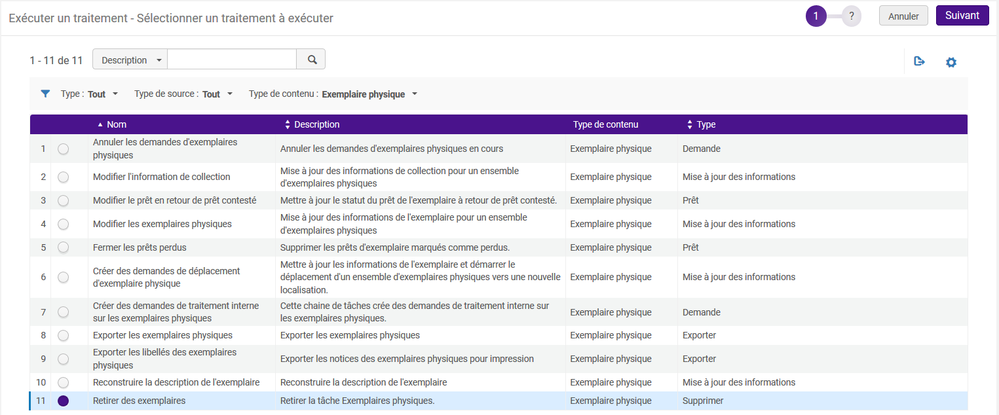 Exécuter un traitement - Sélectionner un traitement à exécuter
1
?
Annuler
Suivant
1 - 11 de 11
Description
Type : Tout
Type de source : Tout
Type de contenu : Exemplaire physique
Nom
Description
Type de contenu
Type
1
Annuler les demandes d'exemplaires
physiques
Annuler les demandes d'exemplaires physiques en cours
Exemplaire physique
Demande
2
Modifier l'information de collection
Mise à jour des informations de collection pour un ensemble
d'exemplaires physiques
Exemplaire physique
Mise à jour des informations
3
Modifier le prêt en retour de prêt contesté
Mettre à jour le statut du prêt de l'exemplaire à retour de prêt contesté.
Exemplaire physique
Prêt
4
Modifier les exemplaires physiques
Mise à jour des informations de l'exemplaire pour un ensemble
d'exemplaires physiques
Exemplaire physique
Mise à jour des informations
5
Fermer les prêts perdus
Supprimer les prêts d'exemplaire marqués comme perdus.
Exemplaire physique
Prêt
6
Créer des demandes de déplacement
d'exemplaire physique
Mettre à jour les informations de l'exemplaire et démarrer le
déplacement d'un ensemble d'exemplaires physiques vers une nouvelle
localisation.
Exemplaire physique
Mise à jour des informations
7
Créer des demandes de traitement interne
sur les exemplaires physiques
Cette chaine de tâches crée des demandes de traitement interne sur
les exemplaires physiques.
Exemplaire physique
Demande
8
Exporter les exemplaires physiques
Exporter les exemplaires physiques
Exemplaire physique
Exporter
9
Exporter les libellés des exemplaires
physiques
Exporter les notices des exemplaires physiques pour impression
Exemplaire physique
Exporter
10
Reconstruire la description de l'exemplaire
Reconstruire la description de l'exemplaire
Exemplaire physique
Mise à jour des informations
11
Retirer des exemplaires
Retirer la tâche Exemplaires physiques.
Exemplaire physique
Supprimer